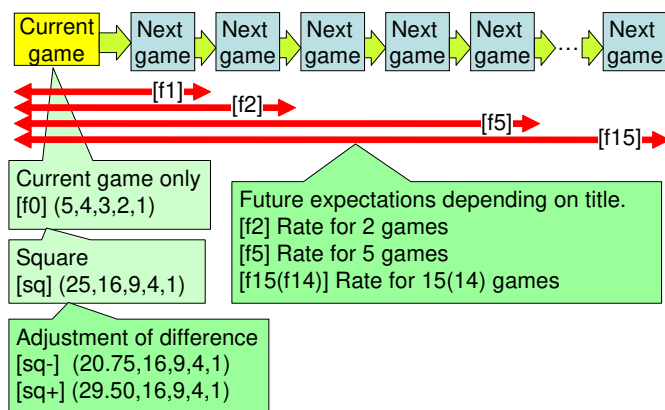 Current game
Next game
Next game
Next game
Next game
Next game
...
Next game
[f1]
[f2]
[f5]
[f15]
Current game only
[f0] (5,4,3,2,1)
Square
[sq] (25,16,9,4,1)
Adjustment of difference
[sq-] (20.75,16,9,4,1)
[sq+] (29.50,16,9,4,1)
Future expectations depending on title.
[f2] Rate for 2 games
[f5] Rate for 5 games
[f15(f14)] Rate for 15(14) games